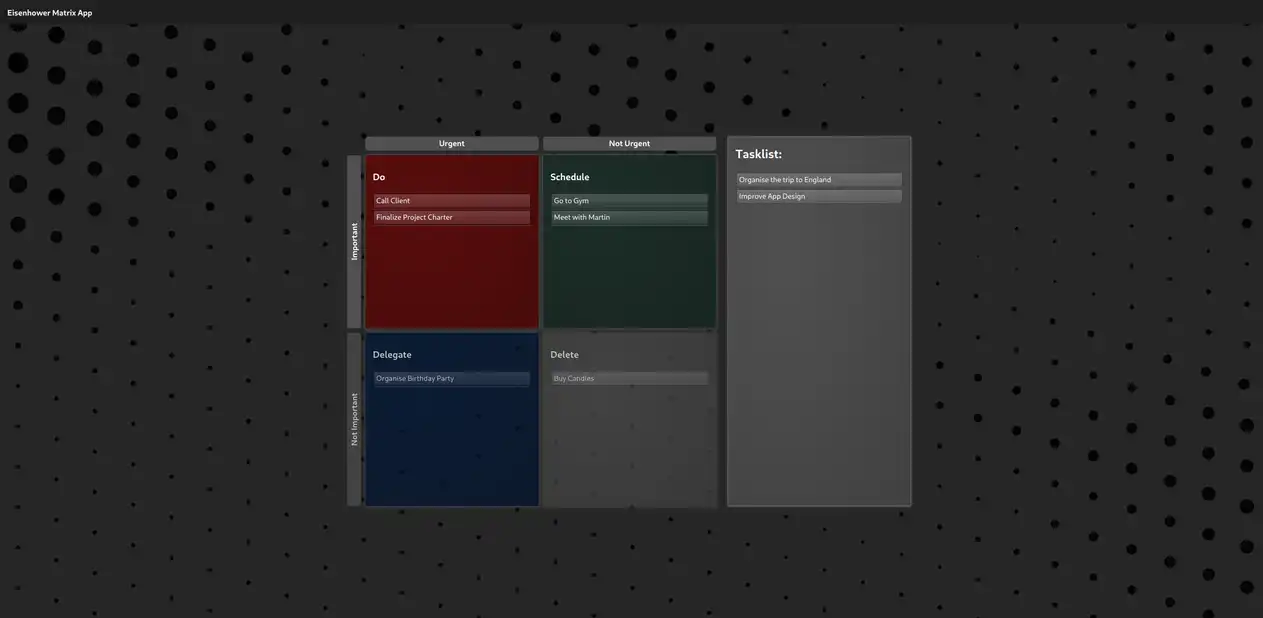 Eisenhower Matrix App
Urgent
Not Urgent
Important
Do
Call Client
Finalize Project Charter
Schedule
Go to Gym
Meet with Martin
Not Important
Delegate
Organise Birthday Party
Delete
Buy Candles
Tasklist:
Organise the trip to England
Improve App Design